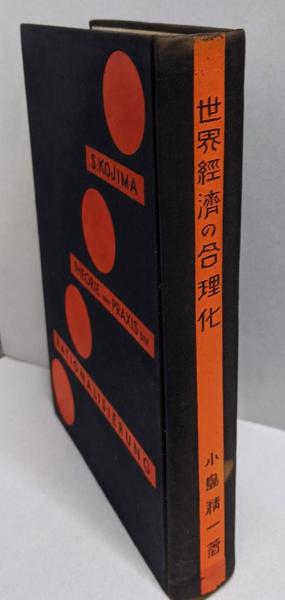 世界經濟の合理化
小島精一著
S.KOJIMA
THEORIE UND PRAXIS DER
RATIONALISIERUNG